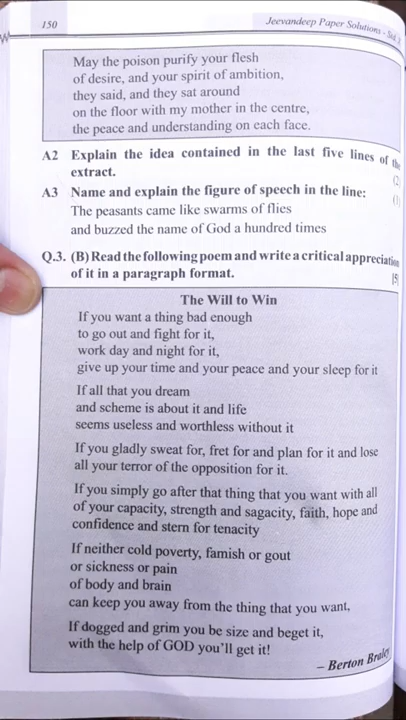 150
Jeevandeep Paper Solutions - Std. X
May the poison purify your flesh
of desire, and your spirit of ambition,
they said, and they sat around
on the floor with my mother in the centre,
the peace and understanding on each face.
A2 Explain the idea contained in the last five lines of the
extract. (2)
A3 Name and explain the figure of speech in the line: (1)
The peasants came like swarms of flies
and buzzed the name of God a hundred times
Q.3. (B) Read the following poem and write a critical appreciation
of it in a paragraph format. [5]
The Will to Win
If you want a thing bad enough
to go out and fight for it,
work day and night for it,
give up your time and your peace and your sleep for it
If all that you dream
and scheme is about it and life
seems useless and worthless without it
If you gladly sweat for, fret for and plan for it and lose
all your terror of the opposition for it.
If you simply go after that thing that you want with all
of your capacity, strength and sagacity, faith, hope and
confidence and stern for tenacity
If neither cold poverty, famish or gout
or sickness or pain
of body and brain
can keep you away from the thing that you want,
If dogged and grim you be size and beget it,
with the help of GOD you'll get it!
– Berton Braley